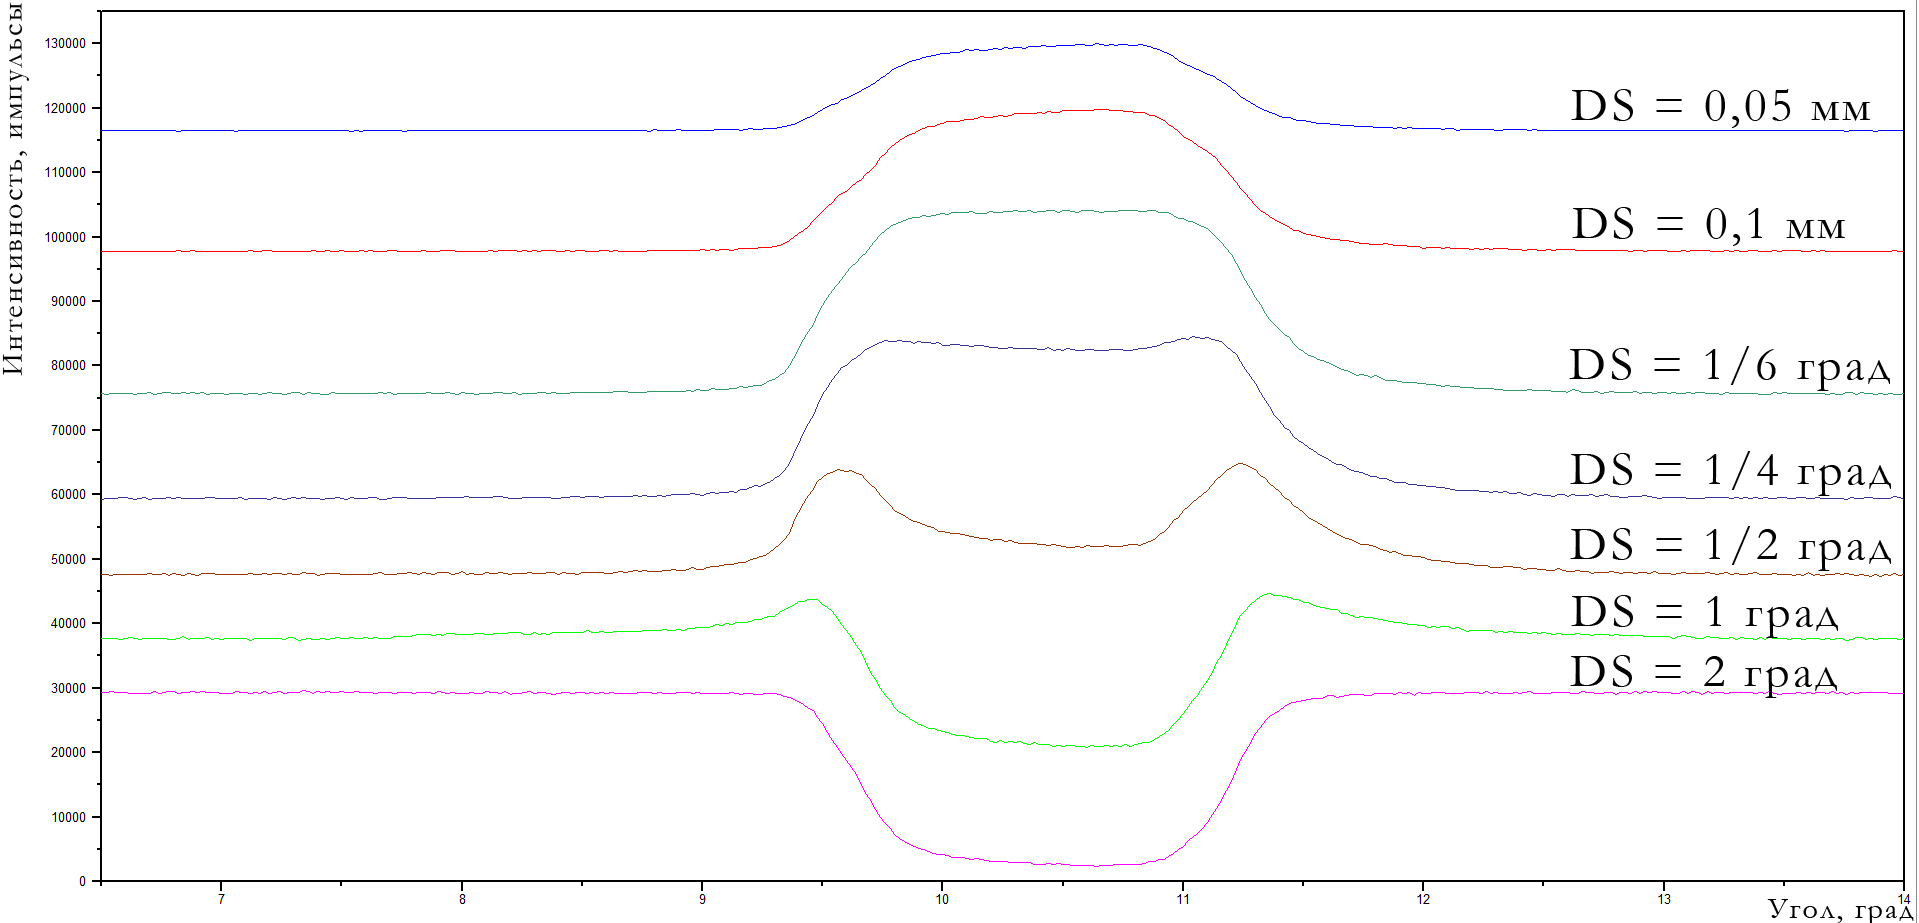 Интенсивность, импульсы
130000
120000
110000
100000
90000
80000
70000
60000
50000
40000
30000
20000
10000
0
DS = 0,05 мм
DS = 0,1 мм
DS = 1/6 град
DS = 1/4 град
DS = 1/2 град
DS = 1 град
DS = 2 град
7 8 9 10 11 12 13 14
Угол, град